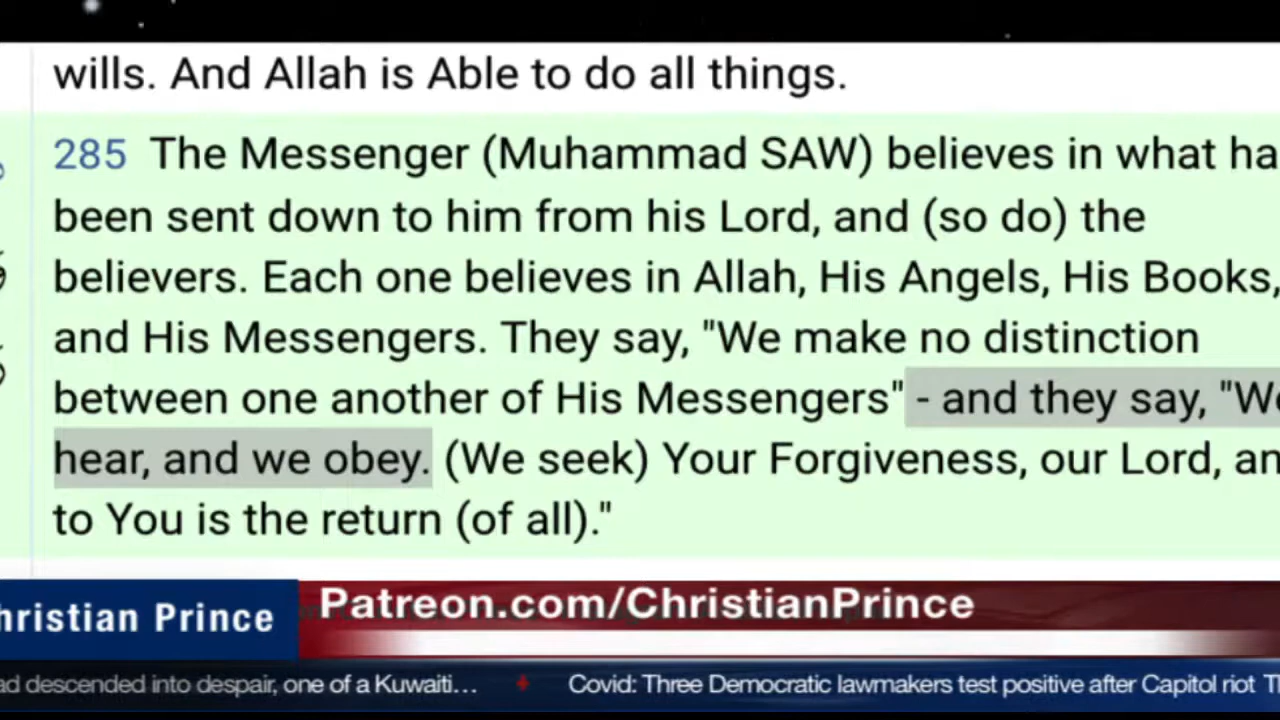 wills. And Allah is Able to do all things.
285 The Messenger (Muhammad SAW) believes in what ha
been sent down to him from his Lord, and (so do) the
believers. Each one believes in Allah, His Angels, His Books,
and His Messengers. They say, "We make no distinction
between one another of His Messengers" - and they say, "We
hear, and we obey. (We seek) Your Forgiveness, our Lord, an
to You is the return (of all)."
hristian Prince
Patreon.com/ChristianPrince
ad descended into despair, one of a Kuwaiti... Covid: Three Democratic lawmakers test positive after Capitol riot